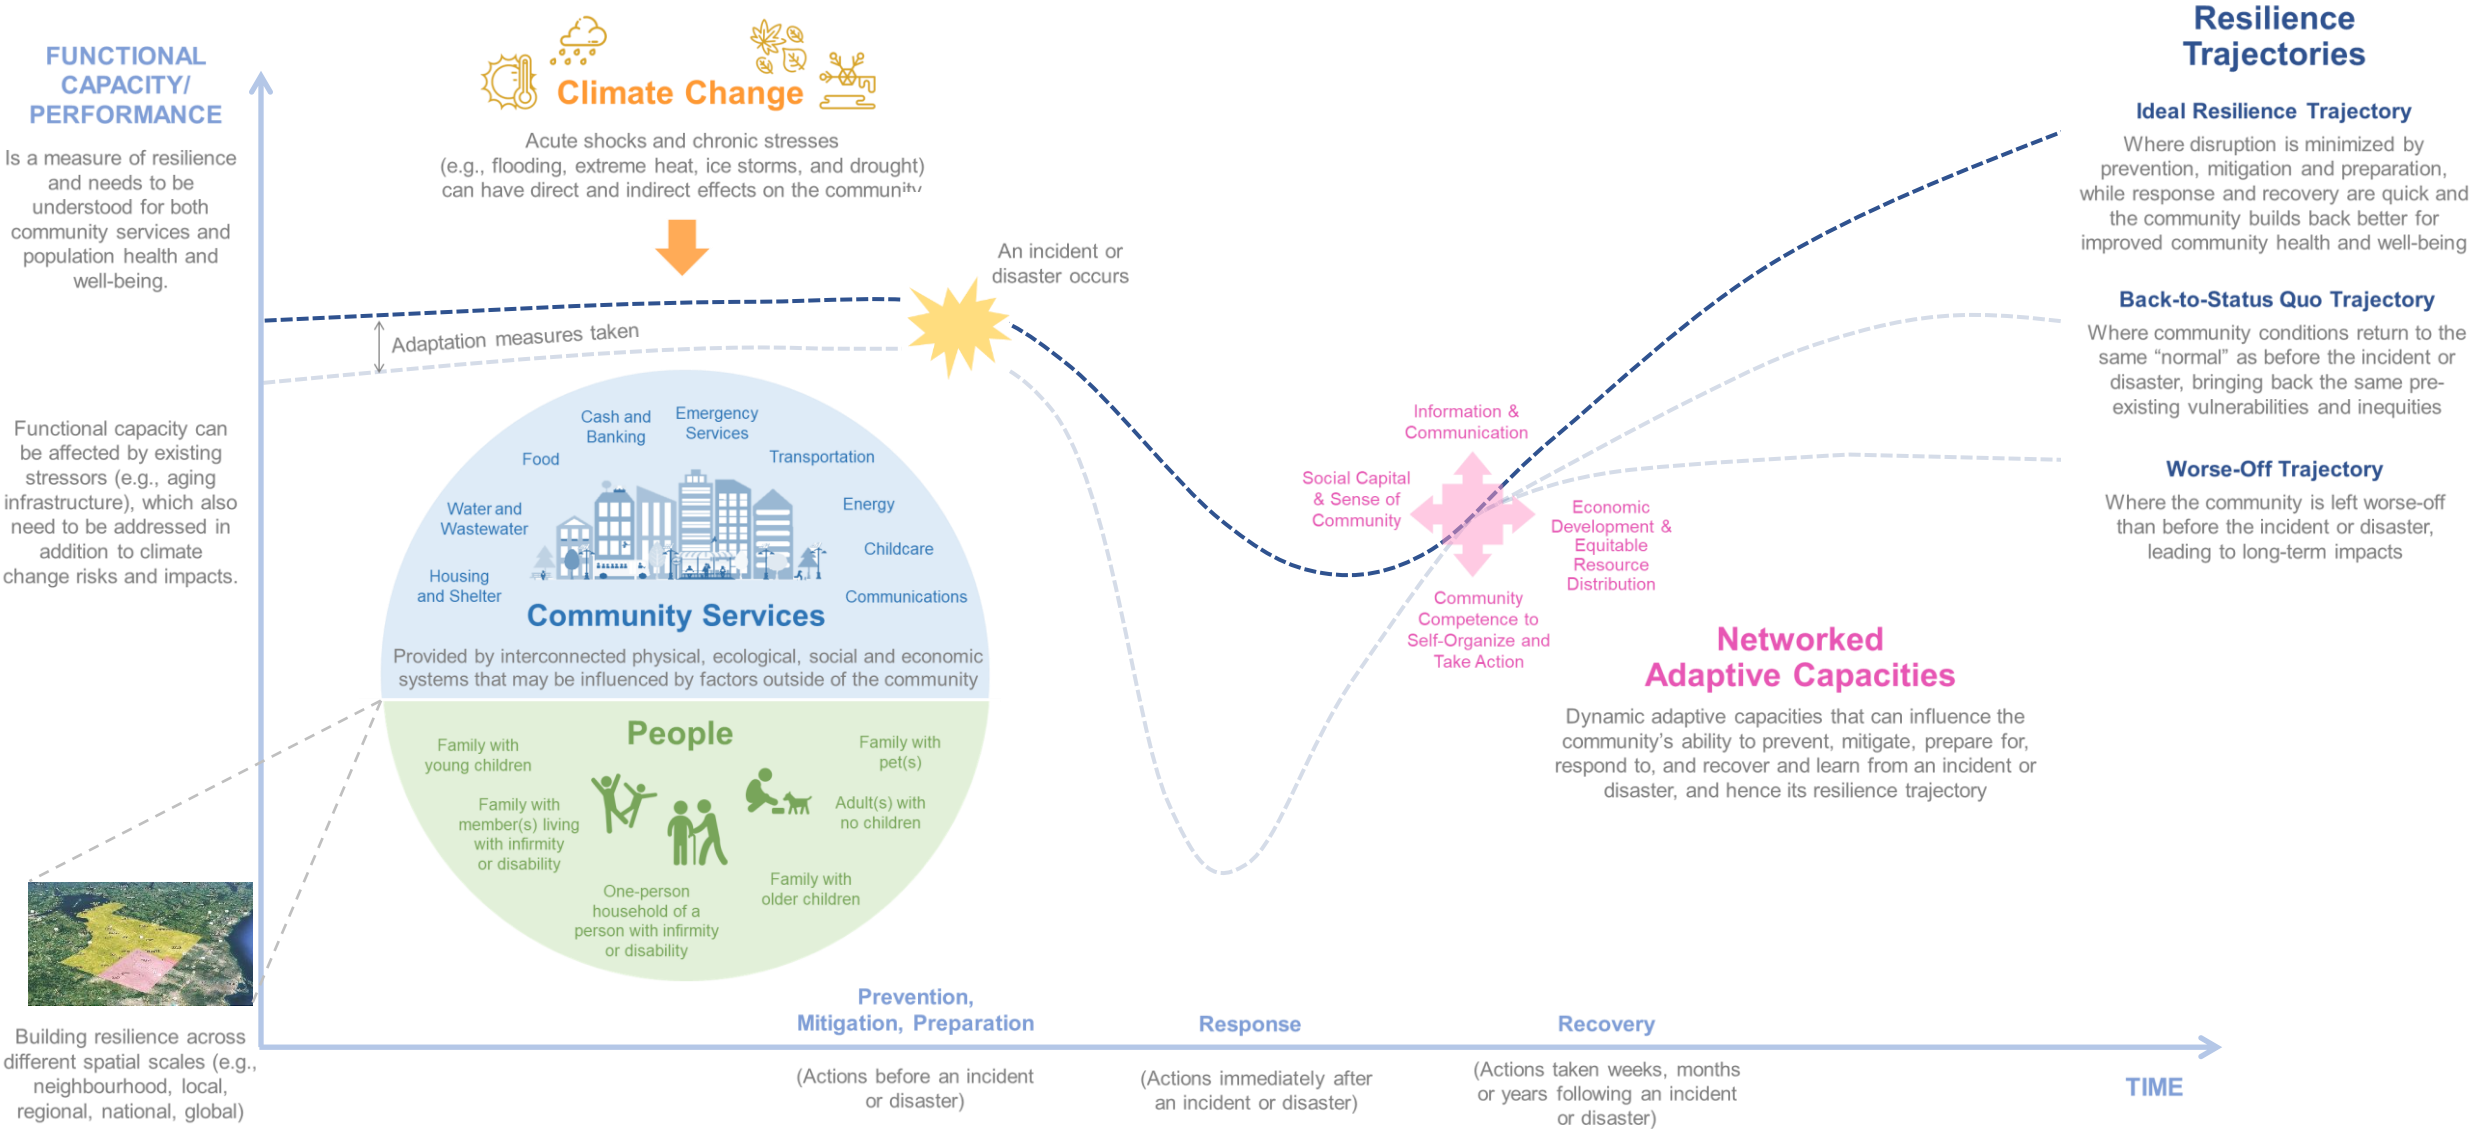 FUNCTIONAL
CAPACITY/
PERFORMANCE
Is a measure of resilience
and needs to be
understood for both
community services and
population health and
well-being.
Functional capacity can
be affected by existing
stressors (e.g., aging
infrastructure), which also
need to be addressed in
addition to climate
change risks and impacts.
Building resilience across
different spatial scales (e.g.,
neighbourhood, local,
regional, national, global)
Climate Change
Acute shocks and chronic stresses
(e.g., flooding, extreme heat, ice storms, and drought)
can have direct and indirect effects on the community
Adaptation measures taken
An incident or
disaster occurs
Cash and
Banking
Emergency
Services
Food
Transportation
Water and
Wastewater
Energy
Childcare
Housing
and Shelter
Communications
Community Services
Provided by interconnected physical, ecological, social and economic
systems that may be influenced by factors outside of the community
People
Family with
young children
Family with
pet(s)
Family with
member(s) living
with infirmity
or disability
Adult(s) with
no children
One-person
household of a
person with infirmity
or disability
Family with
older children
Information &
Communication
Social Capital
& Sense of
Community
Economic
Development &
Equitable
Resource
Distribution
Community
Competence to
Self-Organize and
Take Action
Networked
Adaptive Capacities
Dynamic adaptive capacities that can influence the
community's ability to prevent, mitigate, prepare for,
respond to, and recover and learn from an incident or
disaster, and hence its resilience trajectory
Resilience
Trajectories
Ideal Resilience Trajectory
Where disruption is minimized by
prevention, mitigation and preparation,
while response and recovery are quick and
the community builds back better for
improved community health and well-being
Back-to-Status Quo Trajectory
Where community conditions return to the
same “normal” as before the incident or
disaster, bringing back the same pre-
existing vulnerabilities and inequities
Worse-Off Trajectory
Where the community is left worse-off
than before the incident or disaster,
leading to long-term impacts
Prevention,
Mitigation, Preparation
(Actions before an incident
or disaster)
Response
(Actions immediately after
an incident or disaster)
Recovery
(Actions taken weeks, months
or years following an incident
or disaster)
TIME